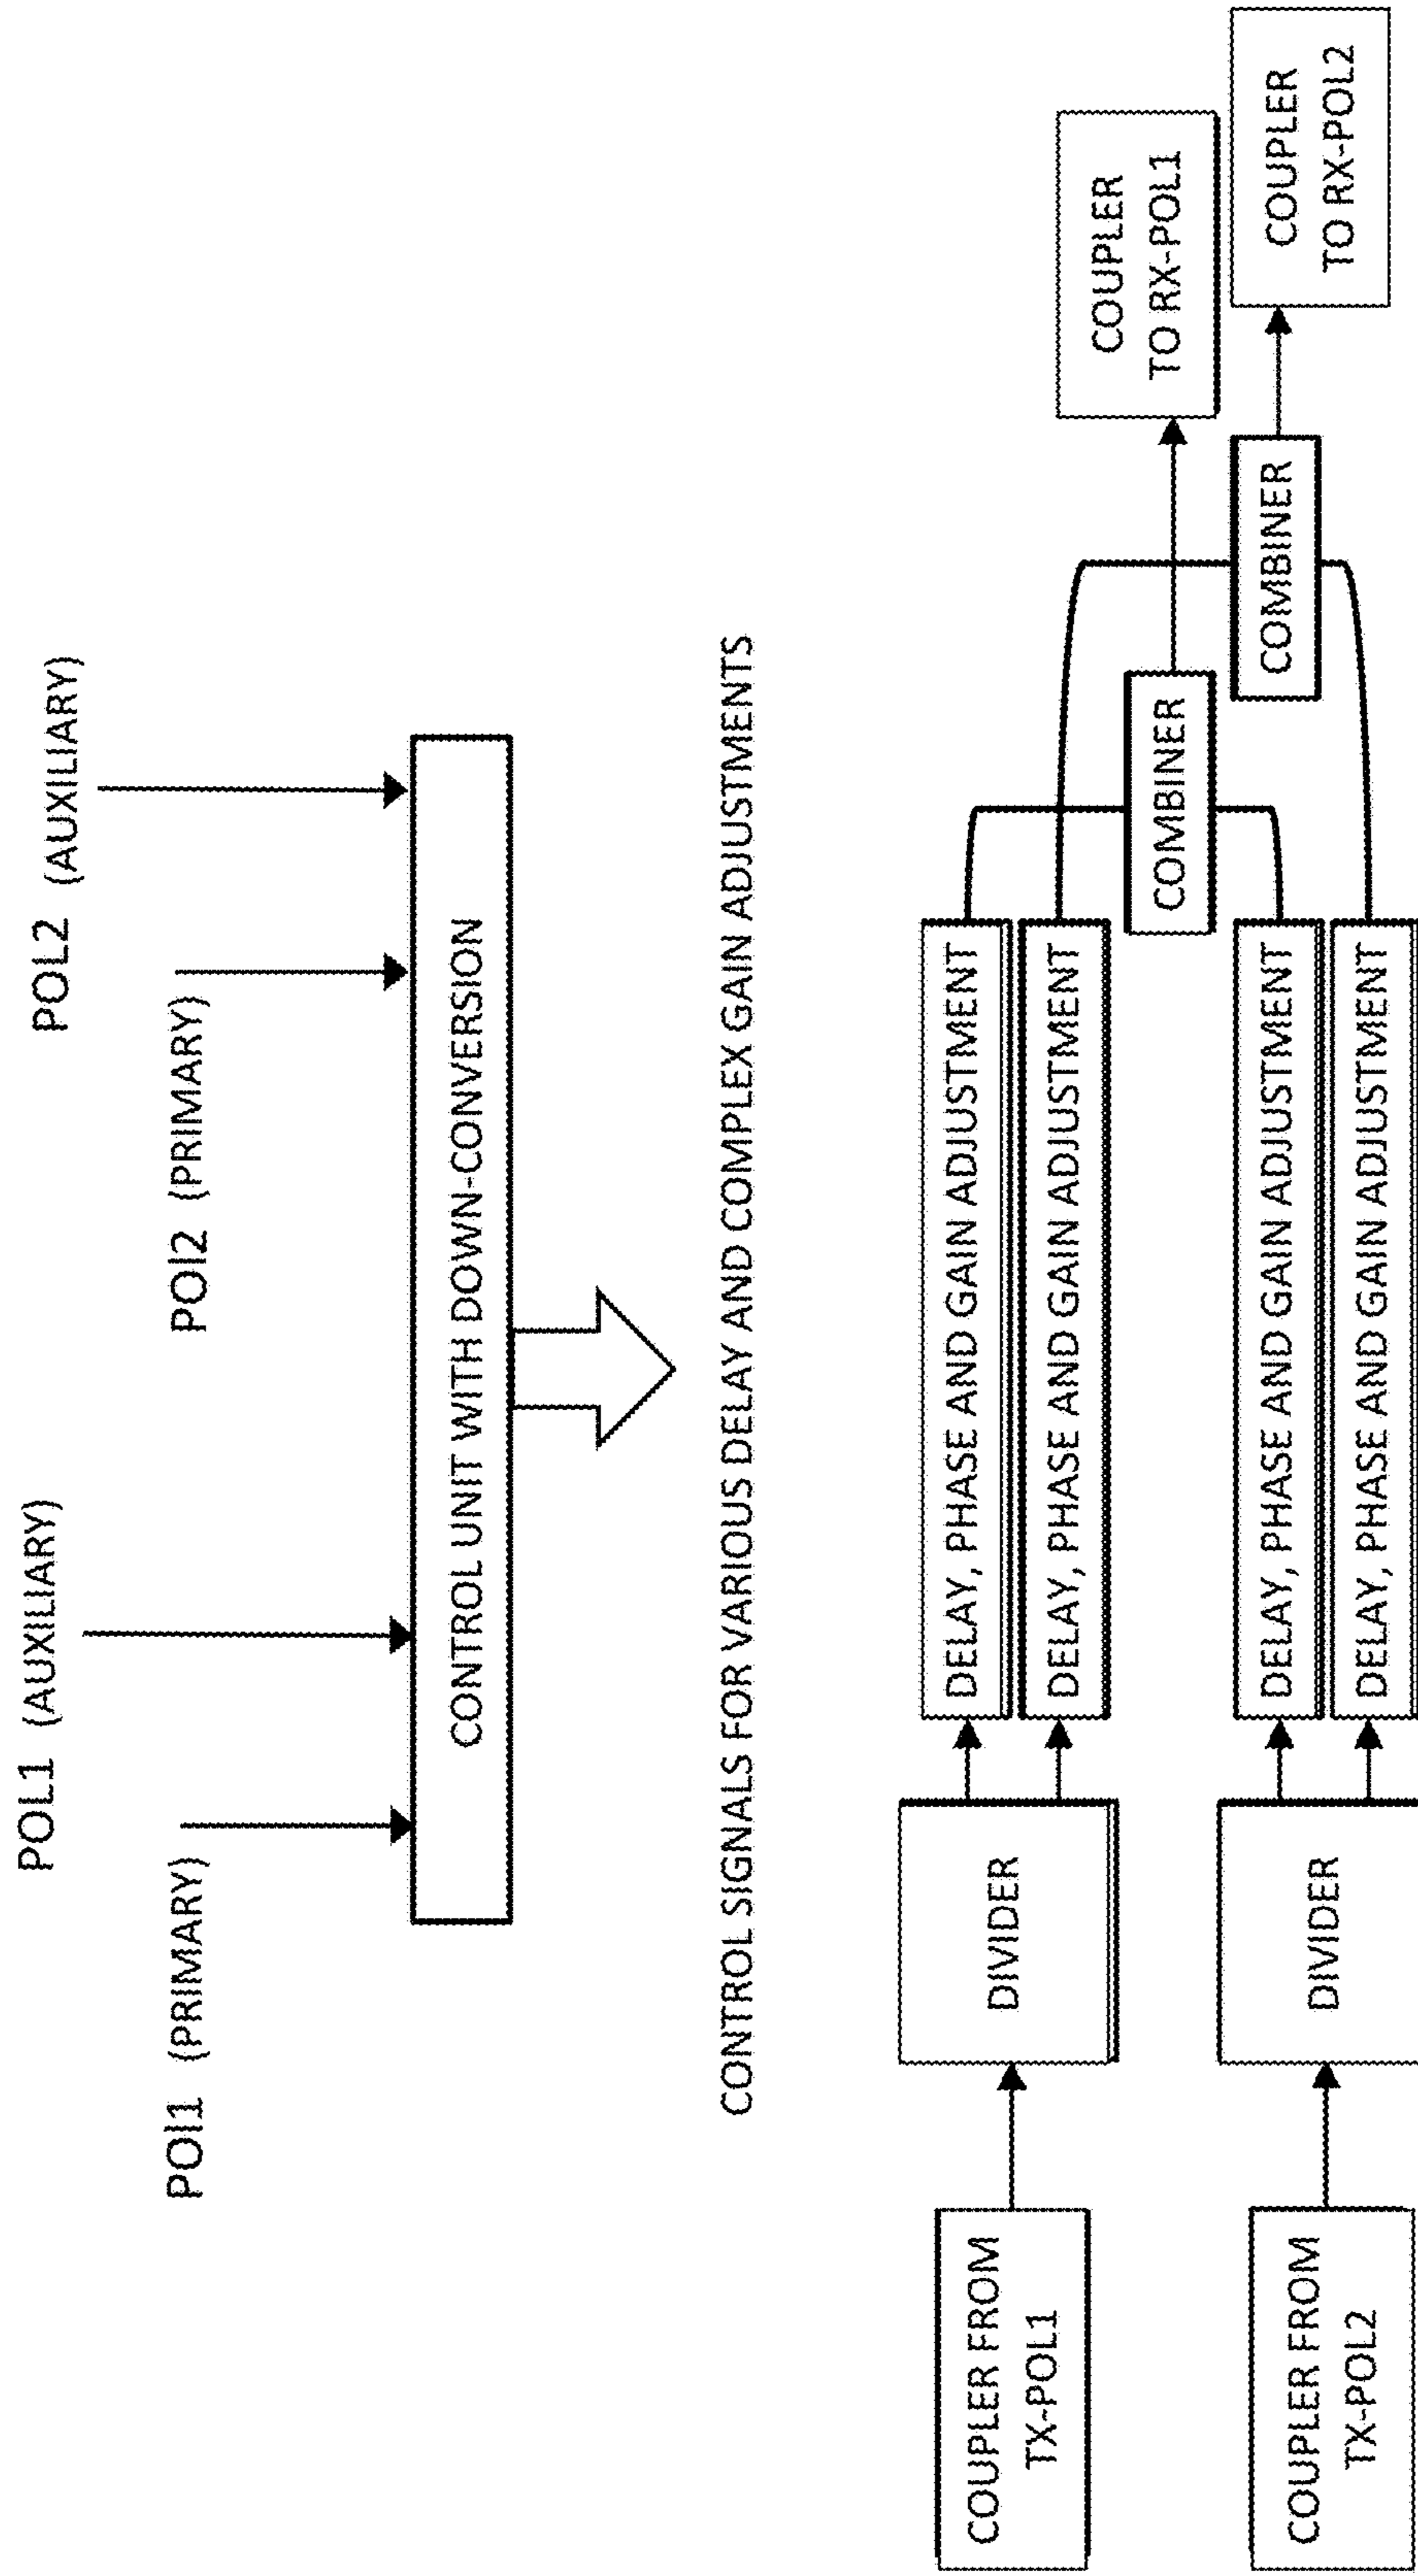 POL1 (AUXILIARY)
POL2 (AUXILIARY)
POI1 (PRIMARY)
POI2 (PRIMARY)
CONTROL UNIT WITH DOWN-CONVERSION
CONTROL SIGNALS FOR VARIOUS DELAY AND COMPLEX GAIN ADJUSTMENTS
COUPLER FROM
TX-POL1
DIVIDER
DELAY, PHASE AND GAIN ADJUSTMENT
DELAY, PHASE AND GAIN ADJUSTMENT
COMBINER
COUPLER
TO RX-POL1
COUPLER FROM
TX-POL2
DIVIDER
DELAY, PHASE AND GAIN ADJUSTMENT
DELAY, PHASE AND GAIN ADJUSTMENT
COMBINER
COUPLER
TO RX-POL2